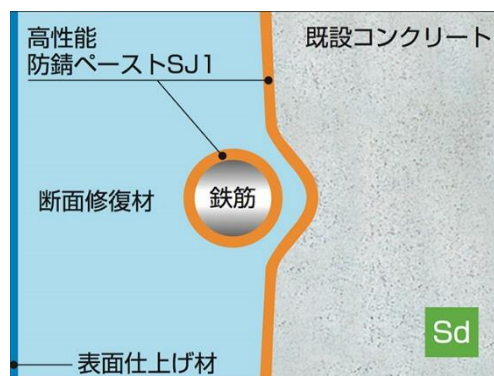 高性能
防錆ペーストSJ1
既設コンクリート
断面修復材
鉄筋
Sd
表面仕上げ材